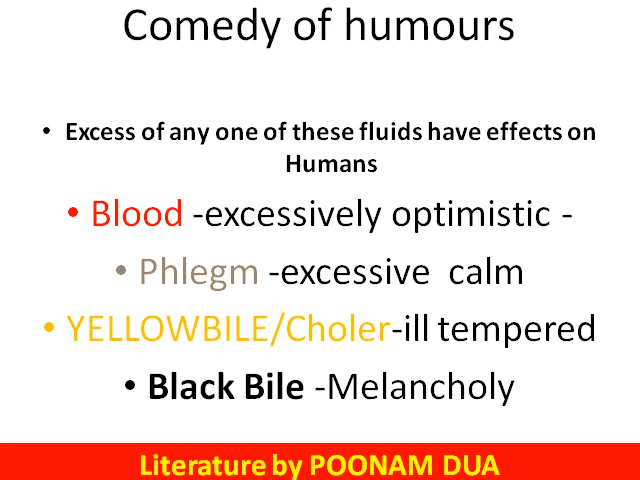 Comedy of humours
• Excess of any one of these fluids have effects on
Humans
• Blood -excessively optimistic -
• Phlegm -excessive  calm
• YELLOWBILE/Choler-ill tempered
• Black Bile -Melancholy
Literature by POONAM DUA